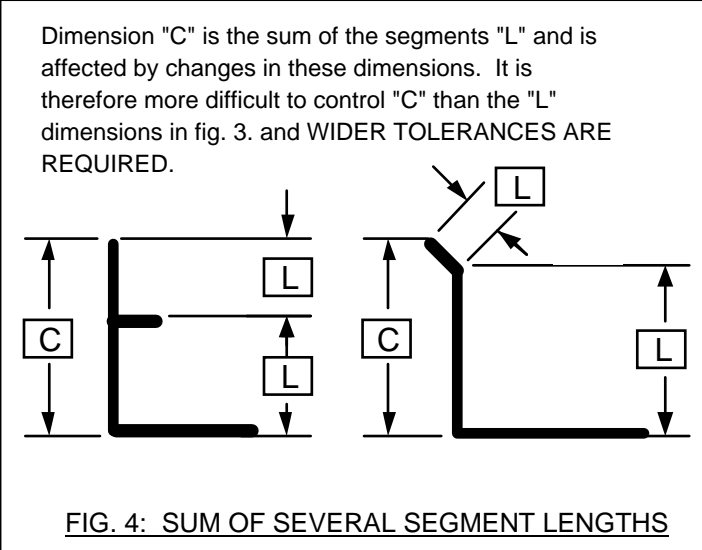 Dimension "C" is the sum of the segments "L" and is
affected by changes in these dimensions. It is
therefore more difficult to control "C" than the "L"
dimensions in fig. 3. and WIDER TOLERANCES ARE
REQUIRED.
L
L
C
L
C
L
FIG. 4: SUM OF SEVERAL SEGMENT LENGTHS